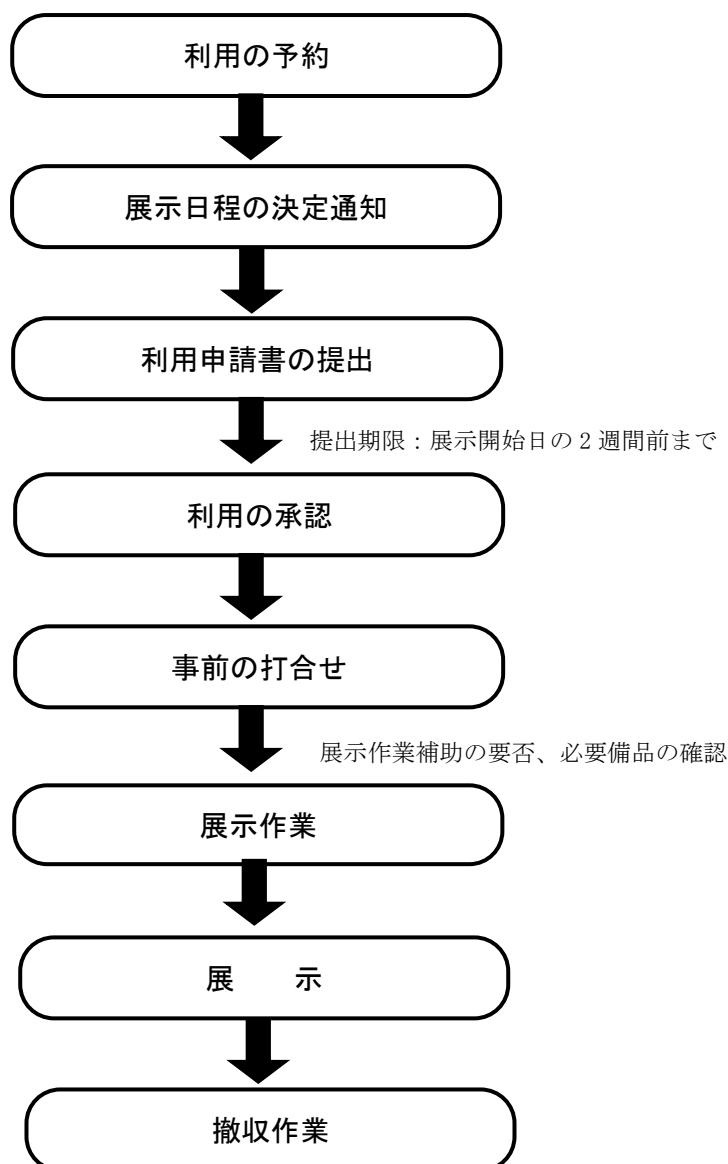 利用の予約
展示日程の決定通知
利用申請書の提出
提出期限：展示開始日の２週間前まで
利用の承認
事前の打合せ
展示作業補助の要否、必要備品の確認
展示作業
展　　示
撤収作業